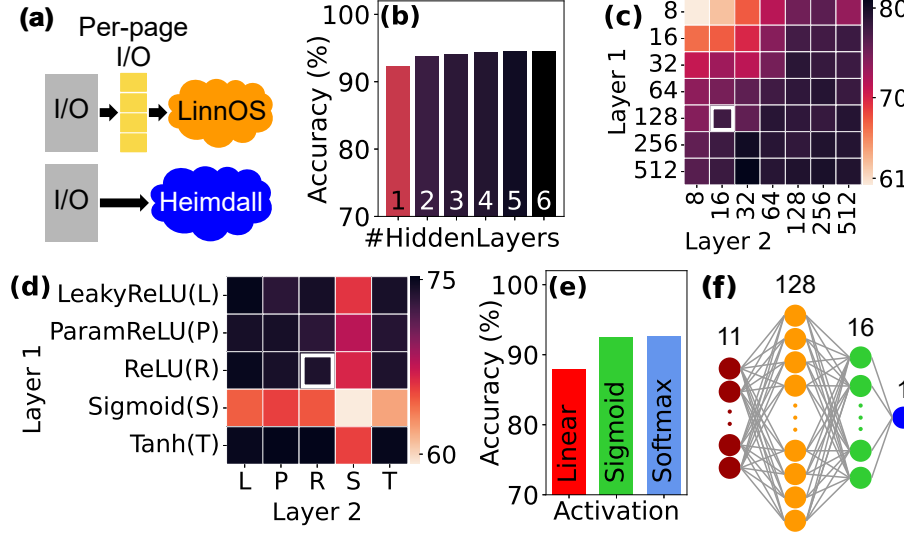 (a)
Per-page
I/O
I/O
LinnOS
I/O
Heimdall
(b)
Accuracy (%)
100
90
80
70
1 2 3 4 5 6
#HiddenLayers
(c)
Layer 1
8
16
32
64
128
256
512
8 16 32 64 128 256 512
Layer 2
80
70
61
(d)
Layer 1
LeakyReLU(L)
ParamReLU(P)
ReLU(R)
Sigmoid(S)
Tanh(T)
L P R S T
Layer 2
75
60
(e)
Accuracy (%)
100
90
80
70
Linear
Sigmoid
Softmax
Activation
(f)
11
128
16
1